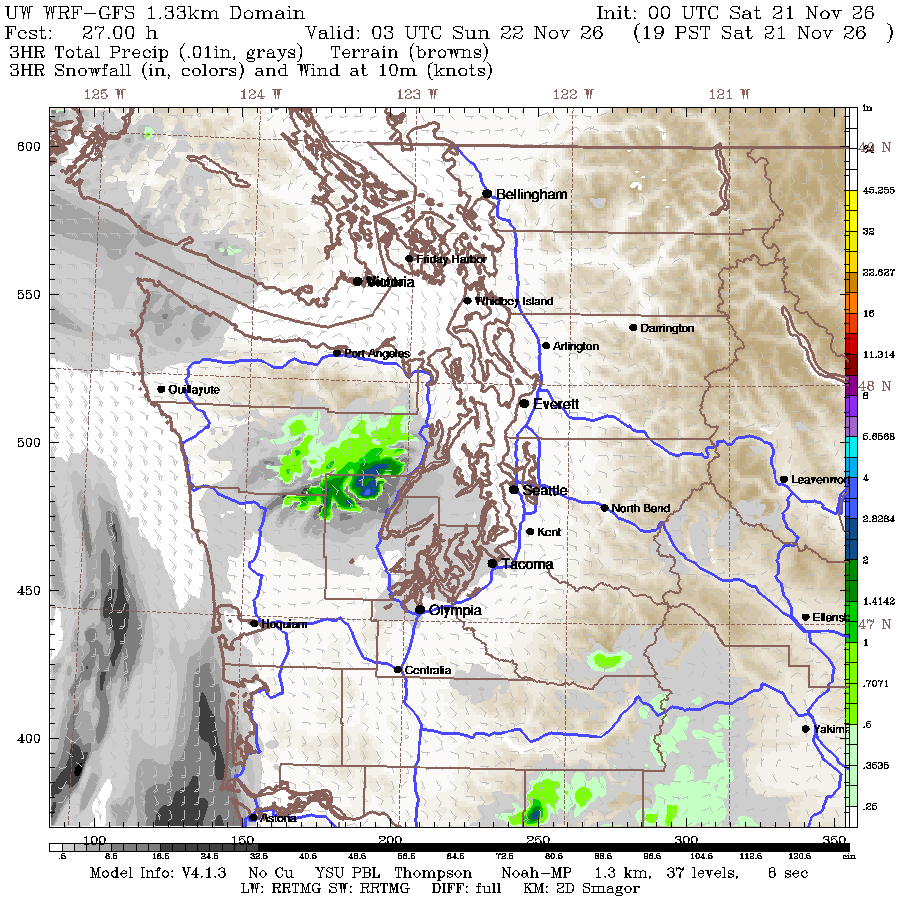 UW WRF-GFS 1.33km Domain Init: 00 UTC Sat 21 Nov 26
Fcst: 27.00 h Valid: 03 UTC Sun 22 Nov 26 (19 PST Sat 21 Nov 26 )
3HR Total Precip (.01in, grays) Terrain (browns)
3HR Snowfall (in, colors) and Wind at 10m (knots)
125 W 124 W 123 W 122 W 121 W
in
600
Bellingham
45.255
32
Friday Harbor
Victoria
22.627
550
Whidbey Island
16
Darrington
Arlington
Port Angeles
11.314
48 N
Quillayute
8
Everett
500
5.6568
4
Leavenwor
Seattle
North Bend
2.8284
Kent
2
Tacoma
450
1.4142
Olympia
Ellens
Hoquiam
47 N
1
Centralia
.7071
400
Yakima
.5
.3535
.25
Astoria
100 150 200 250 300 350
.5 8.5 16.5 24.5 32.5 40.5 48.5 56.5 64.5 72.5 80.5 88.5 96.5 104.5 112.5 120.5 cin
Model Info: V4.1.3 No Cu YSU PBL Thompson Noah-MP 1.3 km, 37 levels, 8 sec
LW: RRTMG SW: RRTMG DIFF: full KM: 2D Smagor